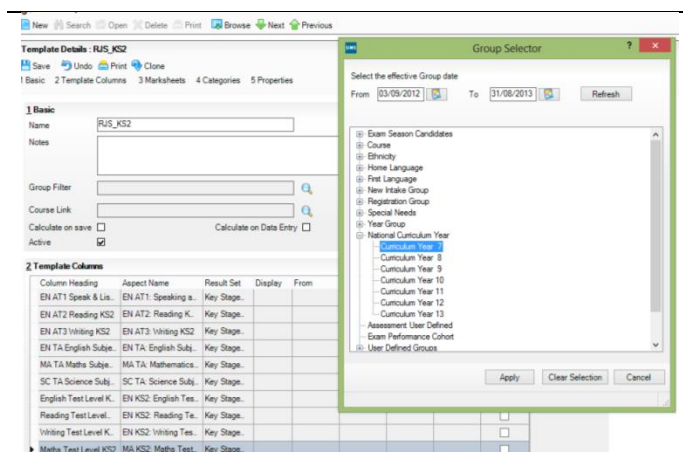 New Search Open Delete Print Browse Next Previous
Template Details : RJS_KS2
Save Undo Print Clone
1 Basic 2 Template Columns 3 Marksheets 4 Categories 5 Properties
1 Basic
Name RJS_KS2
Notes
Group Filter
Course Link
Calculate on save Calculate on Data Entry
Active
2 Template Columns
Column Heading Aspect Name Result Set Display From
EN AT1 Speak & Lis.. EN AT1: Speaking a.. Key Stage..
EN AT2 Reading KS2 EN AT2: Reading K.. Key Stage..
EN AT3 Writing KS2 EN AT3: Writing KS2 Key Stage..
EN TA English Subje.. EN TA: English Subj.. Key Stage..
MA TA Maths Subje.. MA TA: Mathematics.. Key Stage..
SC TA Science Subj.. SC TA: Science Subj.. Key Stage..
English Test Level K.. EN KS2: English Tes.. Key Stage..
Reading Test Level.. EN KS2: Reading Te.. Key Stage..
Writing Test Level K.. EN KS2: Writing Tes.. Key Stage..
Maths Test Level KS2 MA KS2: Maths Test.. Key Stage..
SIMS Group Selector ? ×
Select the effective Group date
From 03/09/2012 To 31/08/2013 Refresh
Exam Season Candidates
Course
Ethnicity
Home Language
First Language
New Intake Group
Registration Group
Special Needs
Year Group
National Curriculum Year
Curriculum Year 7
Curriculum Year 8
Curriculum Year 9
Curriculum Year 10
Curriculum Year 11
Curriculum Year 12
Curriculum Year 13
Assessment User Defined
Exam Performance Cohort
User Defined Groups
Apply Clear Selection Cancel